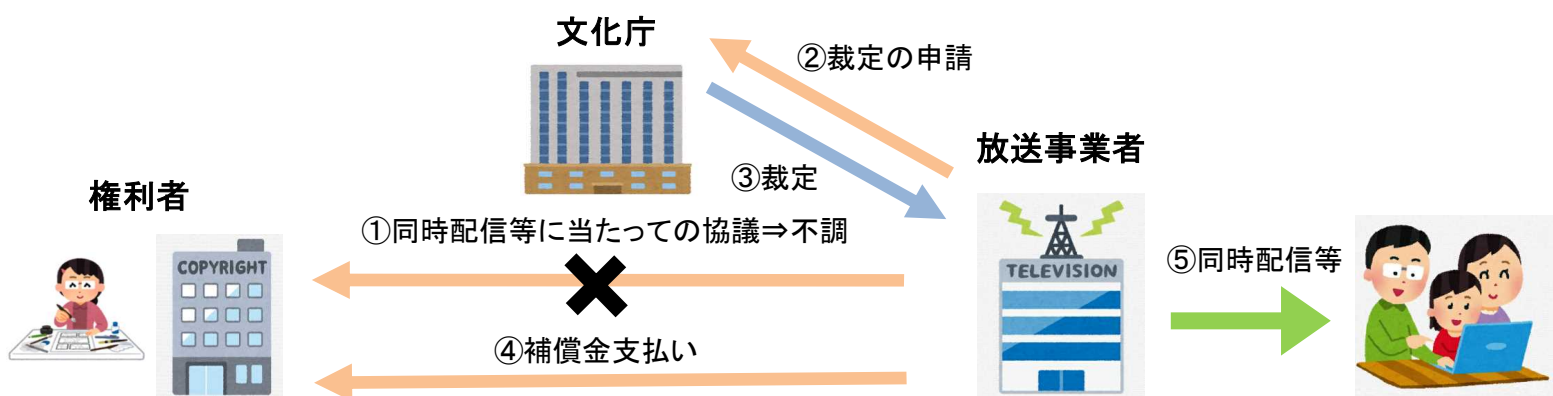 文化庁
②裁定の申請
放送事業者
③裁定
権利者
①同時配信等に当たっての協議⇒不調
COPYRIGHT
TELEVISION
⑤同時配信等
④補償金支払い